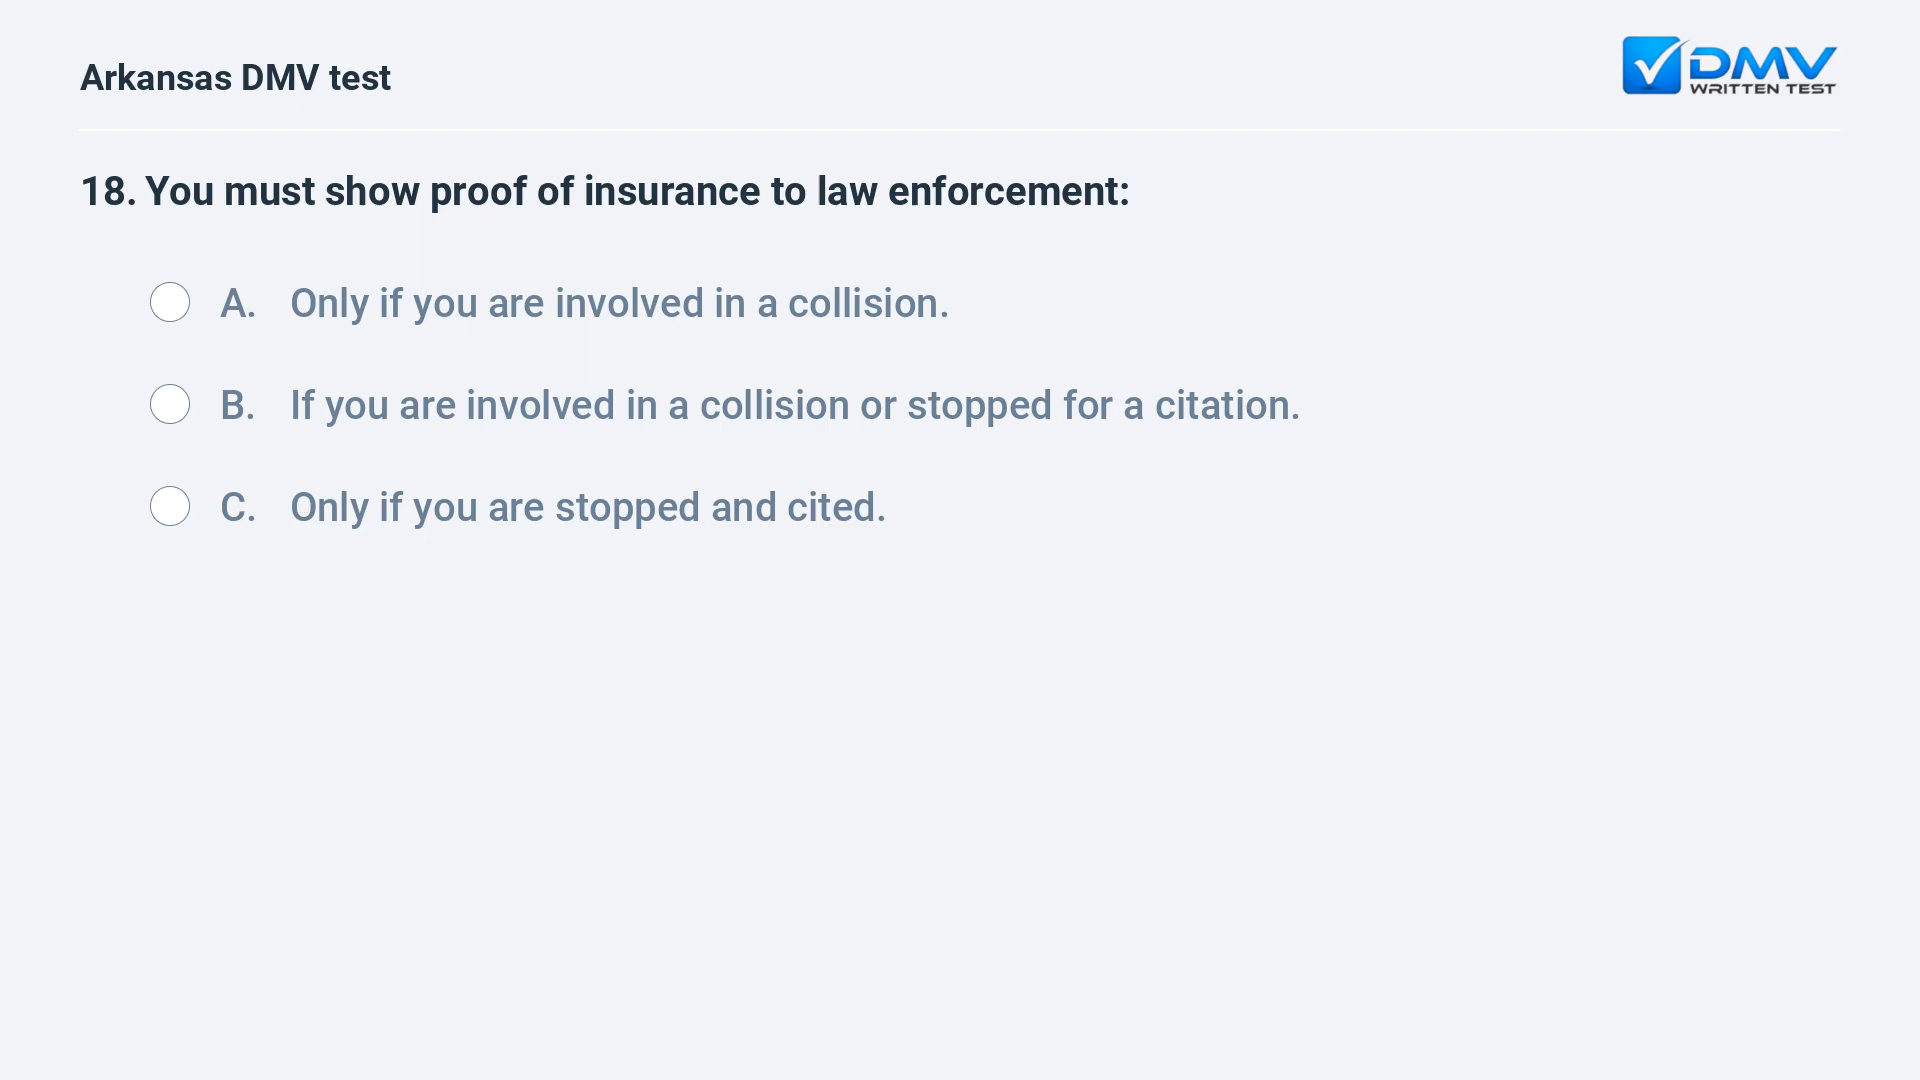 Arkansas DMV test
DMV
WRITTEN TEST
18. You must show proof of insurance to law enforcement:
A. Only if you are involved in a collision.
B. If you are involved in a collision or stopped for a citation.
C. Only if you are stopped and cited.